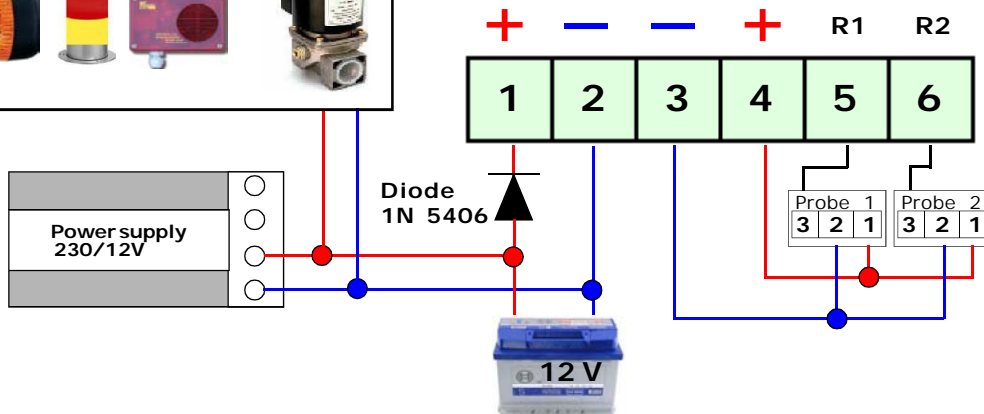 + — — + R1 R2
1 2 3 4 5 6
Diode
1N 5406
Power supply
230/12V
Probe 1
3 2 1
Probe 2
3 2 1
12 V